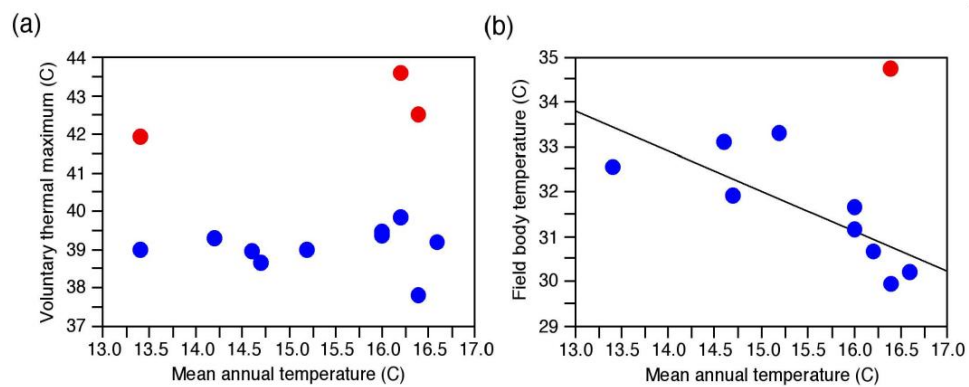 (a)
Voluntary thermal maximum (C)
44
43
42
41
40
39
38
37
13.0 13.5 14.0 14.5 15.0 15.5 16.0 16.5 17.0
Mean annual temperature (C)
(b)
Field body temperature (C)
35
34
33
32
31
30
29
13.0 13.5 14.0 14.5 15.0 15.5 16.0 16.5 17.0
Mean annual temperature (C)